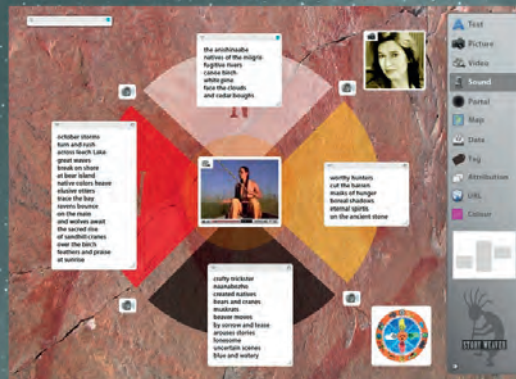 the anishinaabe
natives of the miigis
fugitive rivers
canoe birch
white pine
face the clouds
and cedar boughs
N
october storms
turn and rush
across leech Lake
great waves
break on shore
at bear island
native colors heave
elusive otters
trace the bay
ravens bounce
on the main
and wolves await
the sacred rise
of sandhill cranes
over the birch
feathers and praise
at sunrise
worthy hunters
cut the
masks of hunger
boreal shadows
eternal spirits
on the ancient stone
crafty trickster
naanabozho
created natives
bears and cranes
muskrats
beaver moves
by sorrow and tease
arouses stories
lonesome
uncertain scenes
blue and watery
Text
Picture
Video
Sound
Portal
Map
Date
Tag
Attribution
URL
Colour
STORY WEAVER